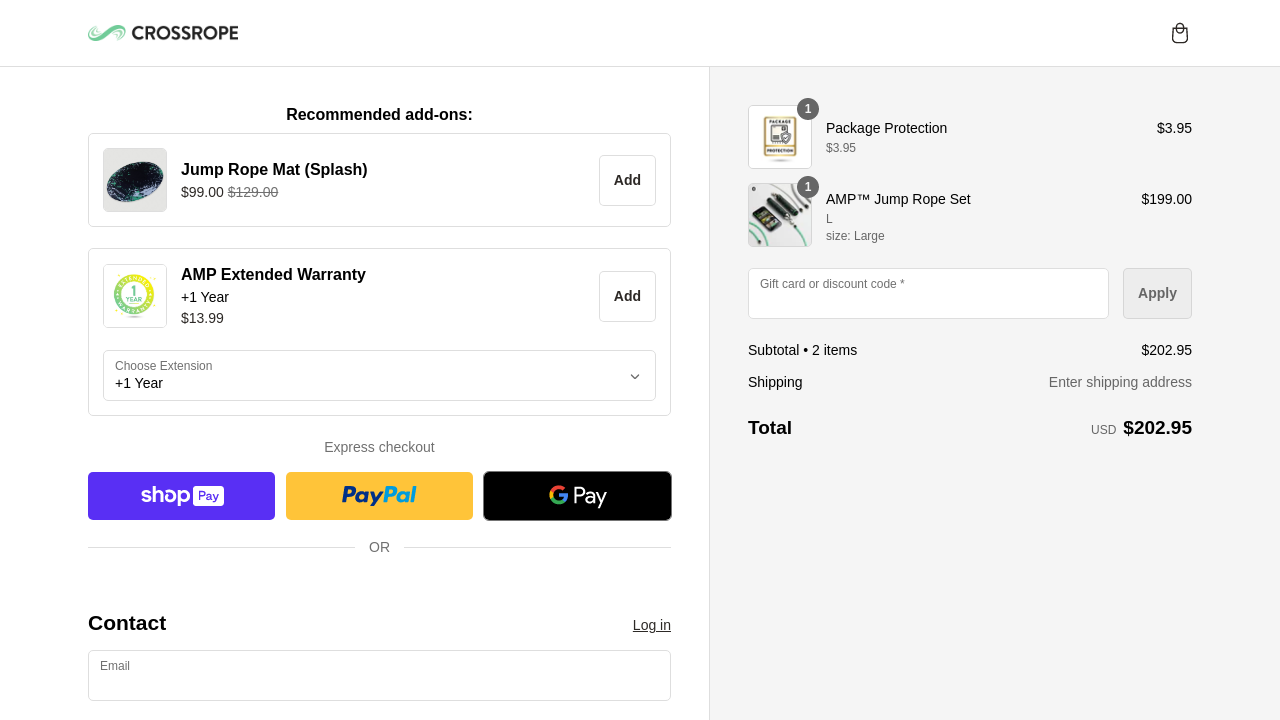 CROSSROPE
Recommended add-ons:
Jump Rope Mat (Splash)
$99.00 $129.00
Add
EXTENDED
1
YEAR
WARRANTY
AMP Extended Warranty
+1 Year
$13.99
Add
Choose Extension
+1 Year
Express checkout
shop Pay
PayPal
G Pay
OR
Contact
Log in
Email
PACKAGE
PROTECTION
1
Package Protection
$3.95
$3.95
1
AMP™ Jump Rope Set
L
size: Large
$199.00
Gift card or discount code *
Apply
Subtotal • 2 items
$202.95
Shipping
Enter shipping address
Total
USD $202.95